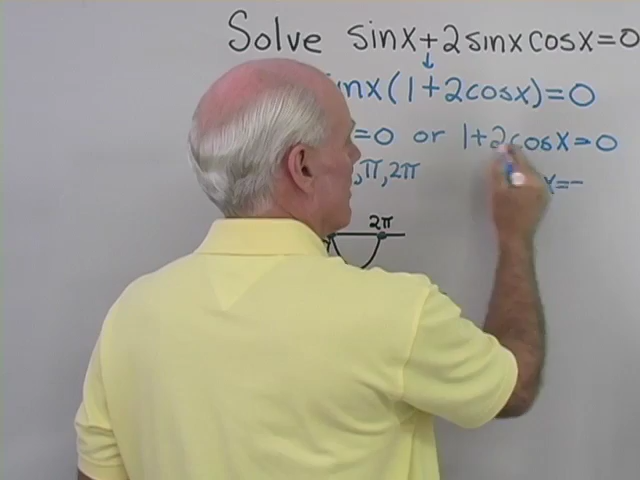 Solve sinx+2sinxcosx=0
↓
inx(1+2cosx)=0
=0 or 1+2cosx=0
,π,2π
x=-
2π